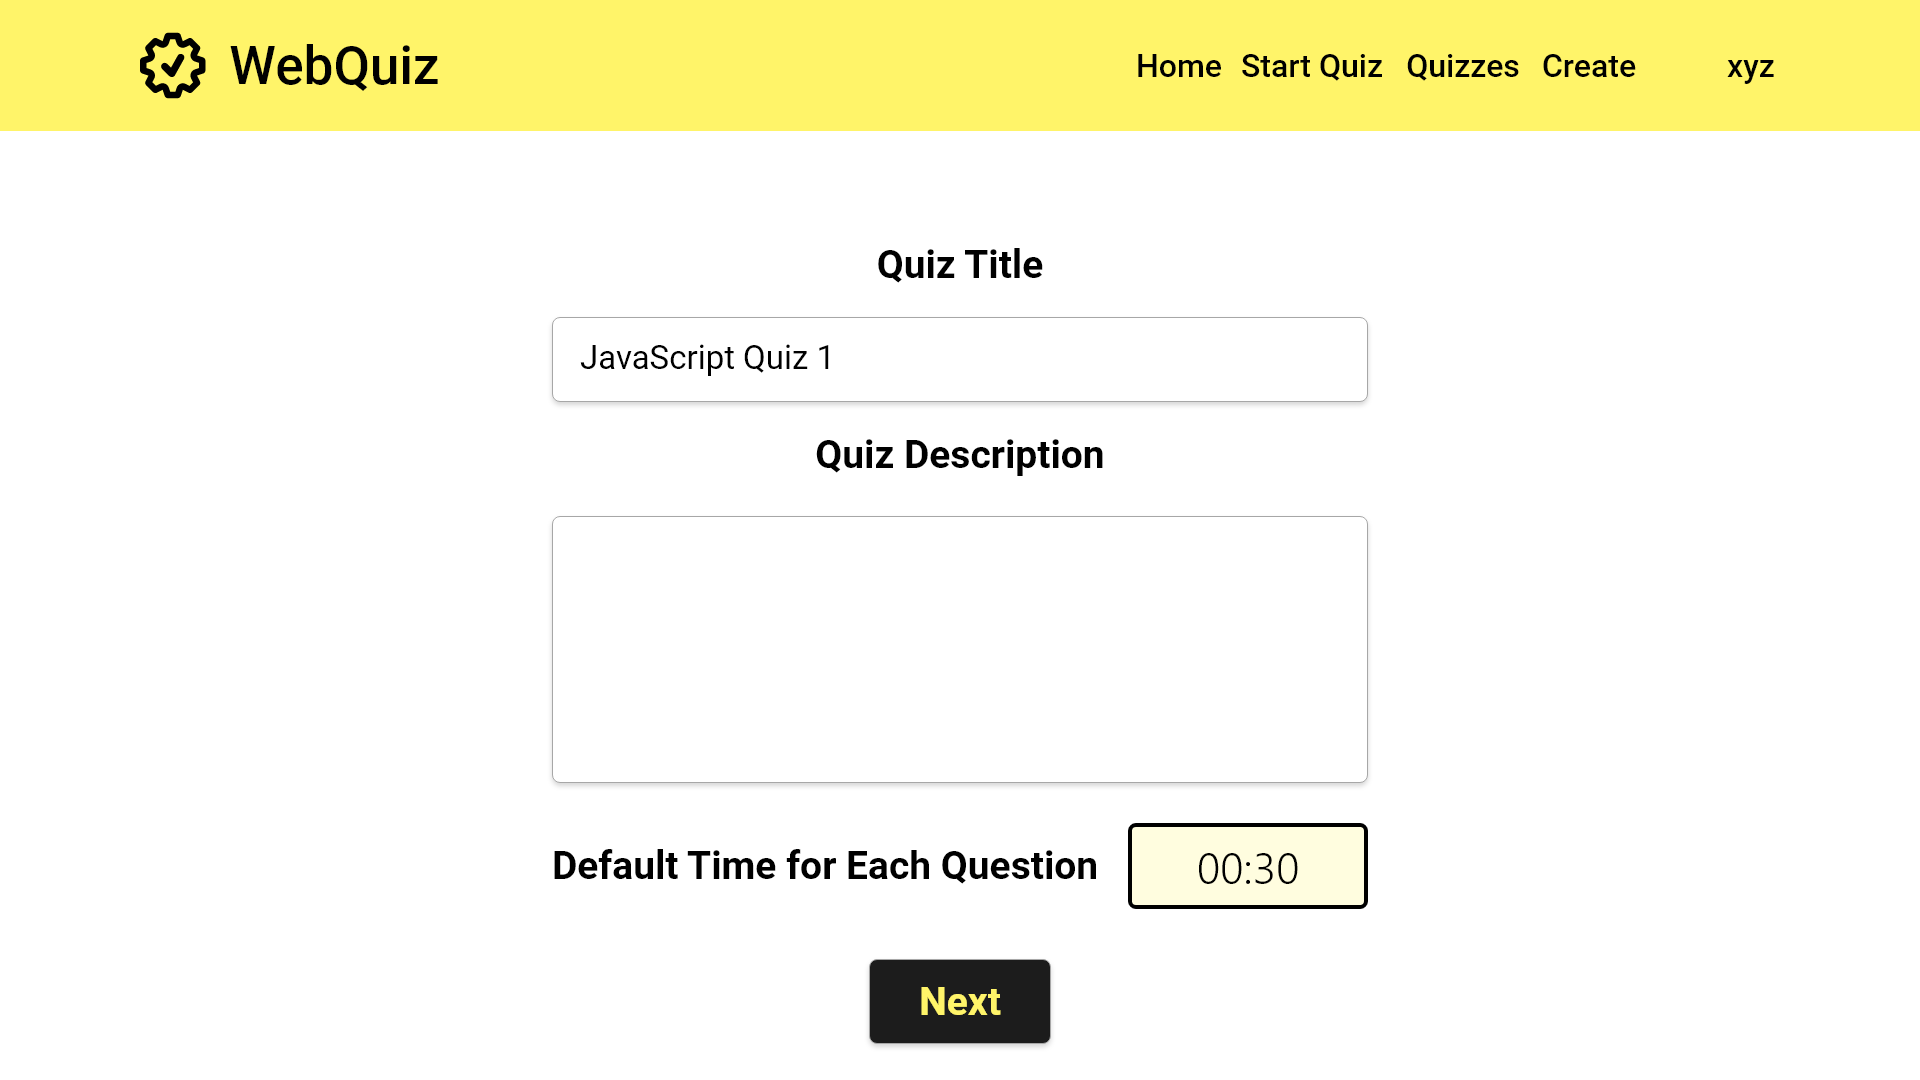 WebQuiz
Home Start Quiz Quizzes Create xyz
Quiz Title
JavaScript Quiz 1
Quiz Description
Default Time for Each Question 00:30
Next